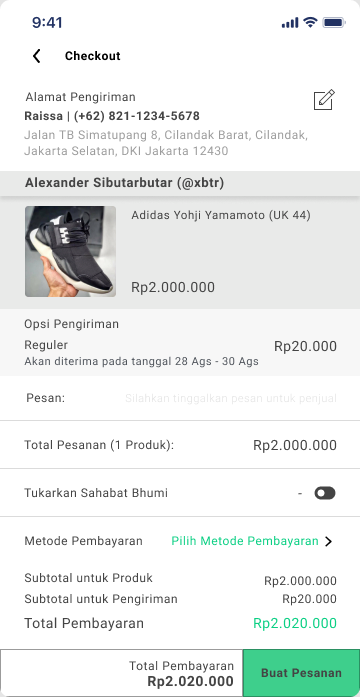 9:41
Checkout
Alamat Pengiriman
Raissa | (+62) 821-1234-5678
Jalan TB Simatupang 8, Cilandak Barat, Cilandak,
Jakarta Selatan, DKI Jakarta 12430
Alexander Sibutarbutar (@xbtr)
Adidas Yohji Yamamoto (UK 44)
Rp2.000.000
Opsi Pengiriman
Reguler Rp20.000
Akan diterima pada tanggal 28 Ags - 30 Ags
Pesan: Silahkan tinggalkan pesan untuk penjual
Total Pesanan (1 Produk): Rp2.000.000
Tukarkan Sahabat Bhumi -
Metode Pembayaran Pilih Metode Pembayaran
Subtotal untuk Produk Rp2.000.000
Subtotal untuk Pengiriman Rp20.000
Total Pembayaran Rp2.020.000
Total Pembayaran
Rp2.020.000
Buat Pesanan